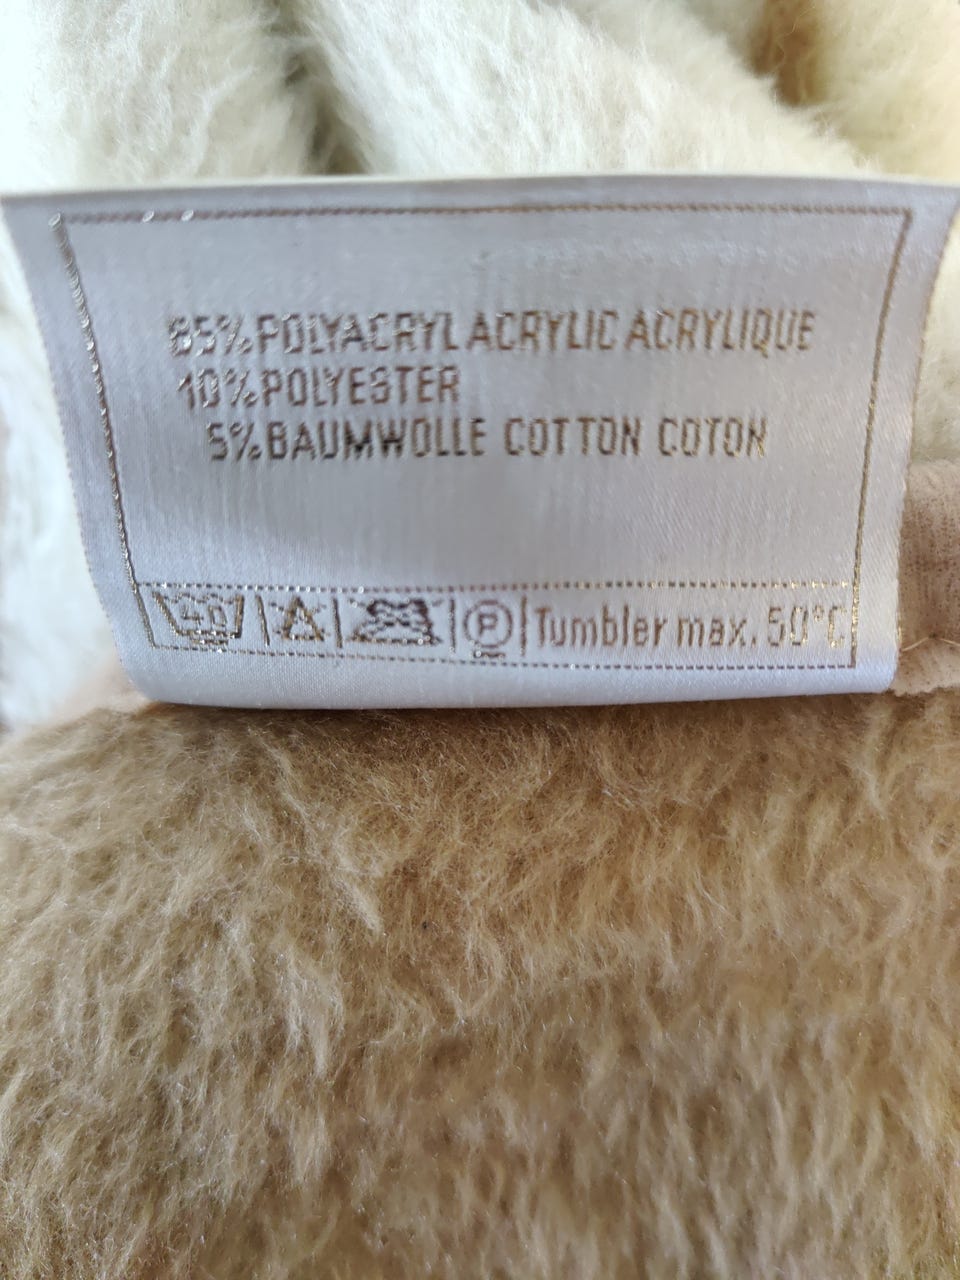 85% POLYACRYL ACRYLIC ACRYLIQUE
10% POLYESTER
5% BAUMWOLLE COTTON COTON
40 P Tumbler max. 50°C